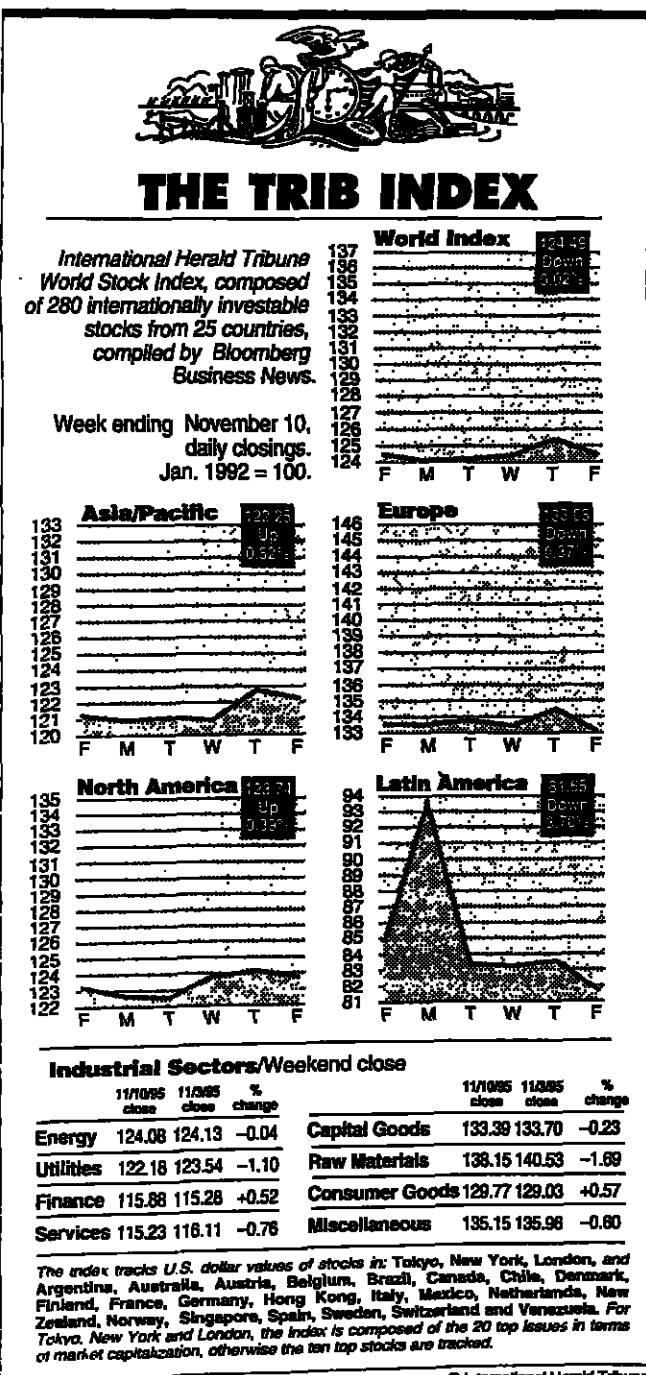 THE TRIB INDEX
International Herald Tribune
World Stock Index, composed
of 280 internationally investable
stocks from 25 countries,
compiled by Bloomberg
Business News.
Week ending November 10,
daily closings.
Jan. 1992 = 100.
World Index
Down
137
136
135
134
133
132
131
130
129
128
127
126
125
124
F M T W T F
Asia/Pacific
Up
133
132
131
130
129
128
127
126
125
124
123
122
121
120
F M T W T F
Europe
Down
146
145
144
143
142
141
140
139
138
137
136
135
134
133
F M T W T F
North America
Up
135
134
133
132
131
130
129
128
127
126
125
124
123
122
F M T W T F
Latin America
Down
94
93
92
91
90
89
88
87
86
85
84
83
82
81
F M T W T F
Industrial Sectors/Weekend close
11/10/95 11/3/95 %
close close change
Energy 124.08 124.13 −0.04
Utilities 122.18 123.54 −1.10
Finance 115.88 115.28 +0.52
Services 115.23 116.11 −0.76
11/10/95 11/3/95 %
close close change
Capital Goods 133.39 133.70 −0.23
Raw Materials 138.15 140.53 −1.69
Consumer Goods 129.77 129.03 +0.57
Miscellaneous 135.15 135.96 −0.60
The index tracks U.S. dollar values of stocks in: Tokyo, New York, London, and
Argentina, Australia, Austria, Belgium, Brazil, Canada, Chile, Denmark,
Finland, France, Germany, Hong Kong, Italy, Mexico, Netherlands, New
Zealand, Norway, Singapore, Spain, Sweden, Switzerland and Venezuela. For
Tokyo, New York and London, the index is composed of the 20 top issues in terms
of market capitalization, otherwise the ten top stocks are tracked.
© International Herald Tribune